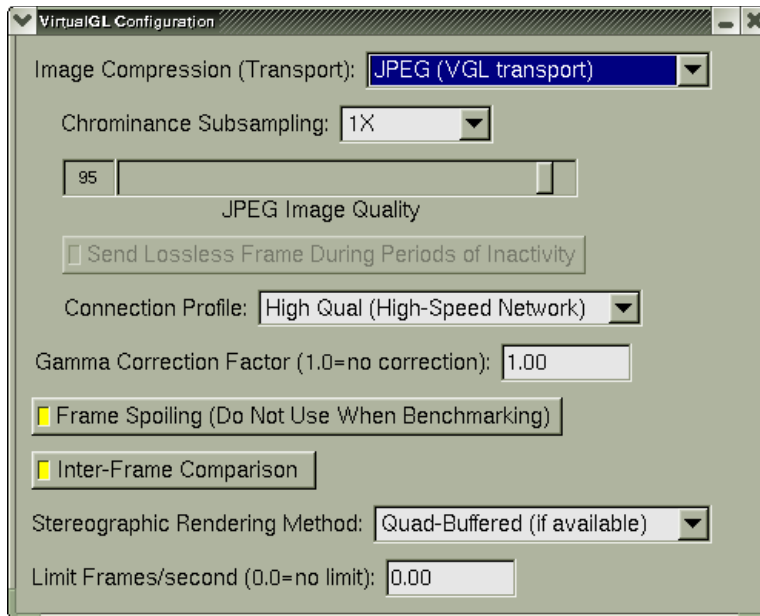 VirtualGL Configuration
Image Compression (Transport): JPEG (VGL transport)
Chrominance Subsampling: 1X
95
JPEG Image Quality
Send Lossless Frame During Periods of Inactivity
Connection Profile: High Qual (High-Speed Network)
Gamma Correction Factor (1.0=no correction): 1.00
Frame Spoiling (Do Not Use When Benchmarking)
Inter-Frame Comparison
Stereographic Rendering Method: Quad-Buffered (if available)
Limit Frames/second (0.0=no limit): 0.00